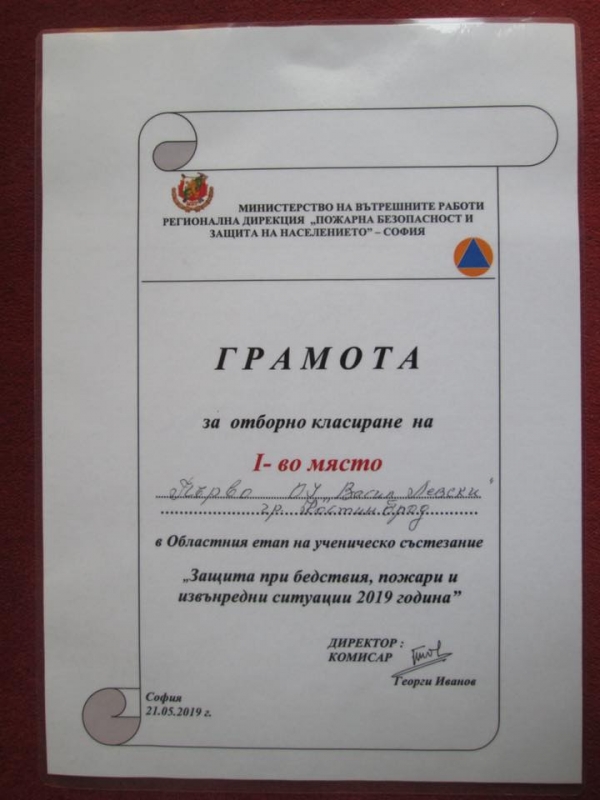 МИНИСТЕРСТВО НА ВЪТРЕШНИТЕ РАБОТИ
РЕГИОНАЛНА ДИРЕКЦИЯ „ПОЖАРНА БЕЗОПАСНОСТ И
ЗАЩИТА НА НАСЕЛЕНИЕТО” – СОФИЯ
ГРАМОТА
за отборно класиране на
I- во място
Първо ОУ „Васил Левски"
гр. Костинброд
в Областния етап на ученическо състезание
„Защита при бедствия, пожари и
извънредни ситуации 2019 година”
ДИРЕКТОР :
КОМИСАР
Георги Иванов
София
21.05.2019 г.